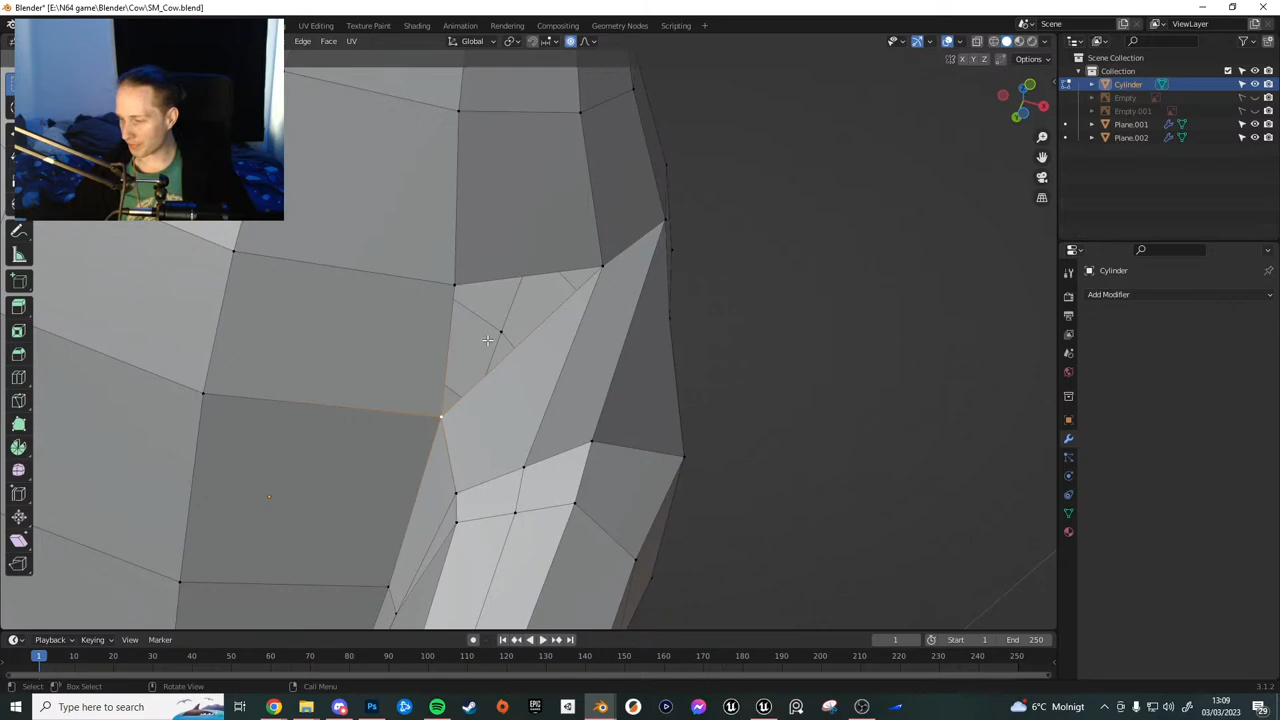 Blender* [E:\N64 game\Blender\Cow\SM_Cow.blend]
UV Editing Texture Paint Shading Animation Rendering Compositing Geometry Nodes Scripting Scene ViewLayer
Edge Face UV Global
X Y Z Options
Scene Collection
Collection
Cylinder
Empty
Empty 001
Plane.001
Plane.002
Cylinder
Add Modifier
X
Y
Playback Keying View Marker 1 Start 1 End 250
1 10 20 30 40 50 60 70 80 90 100 110 120 130 140 150 160 170 180 190 200 210 220 230 240 250
Select Box Select Rotate View Call Menu 3.1.2
Type here to search 6°C Molnigt 13:09
03/03/2023